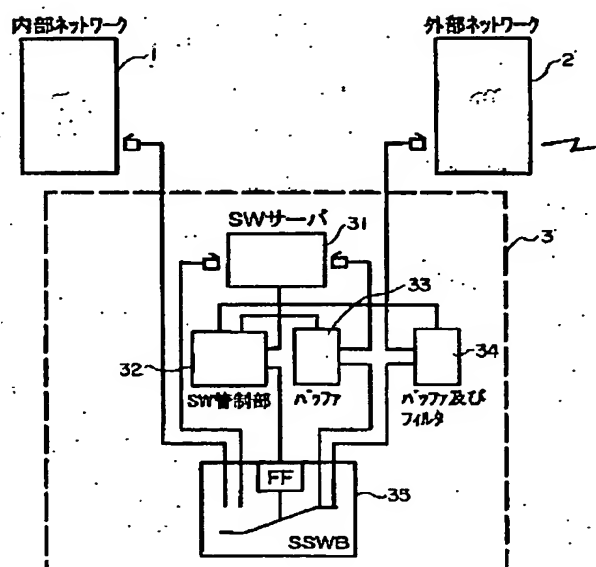 内部ネットワーク
外部ネットワーク
1
2
SWサーバ
31
3
33
32
34
SW管制部
バッファ
バッファ及び
フィルタ
FF
35
SSWB